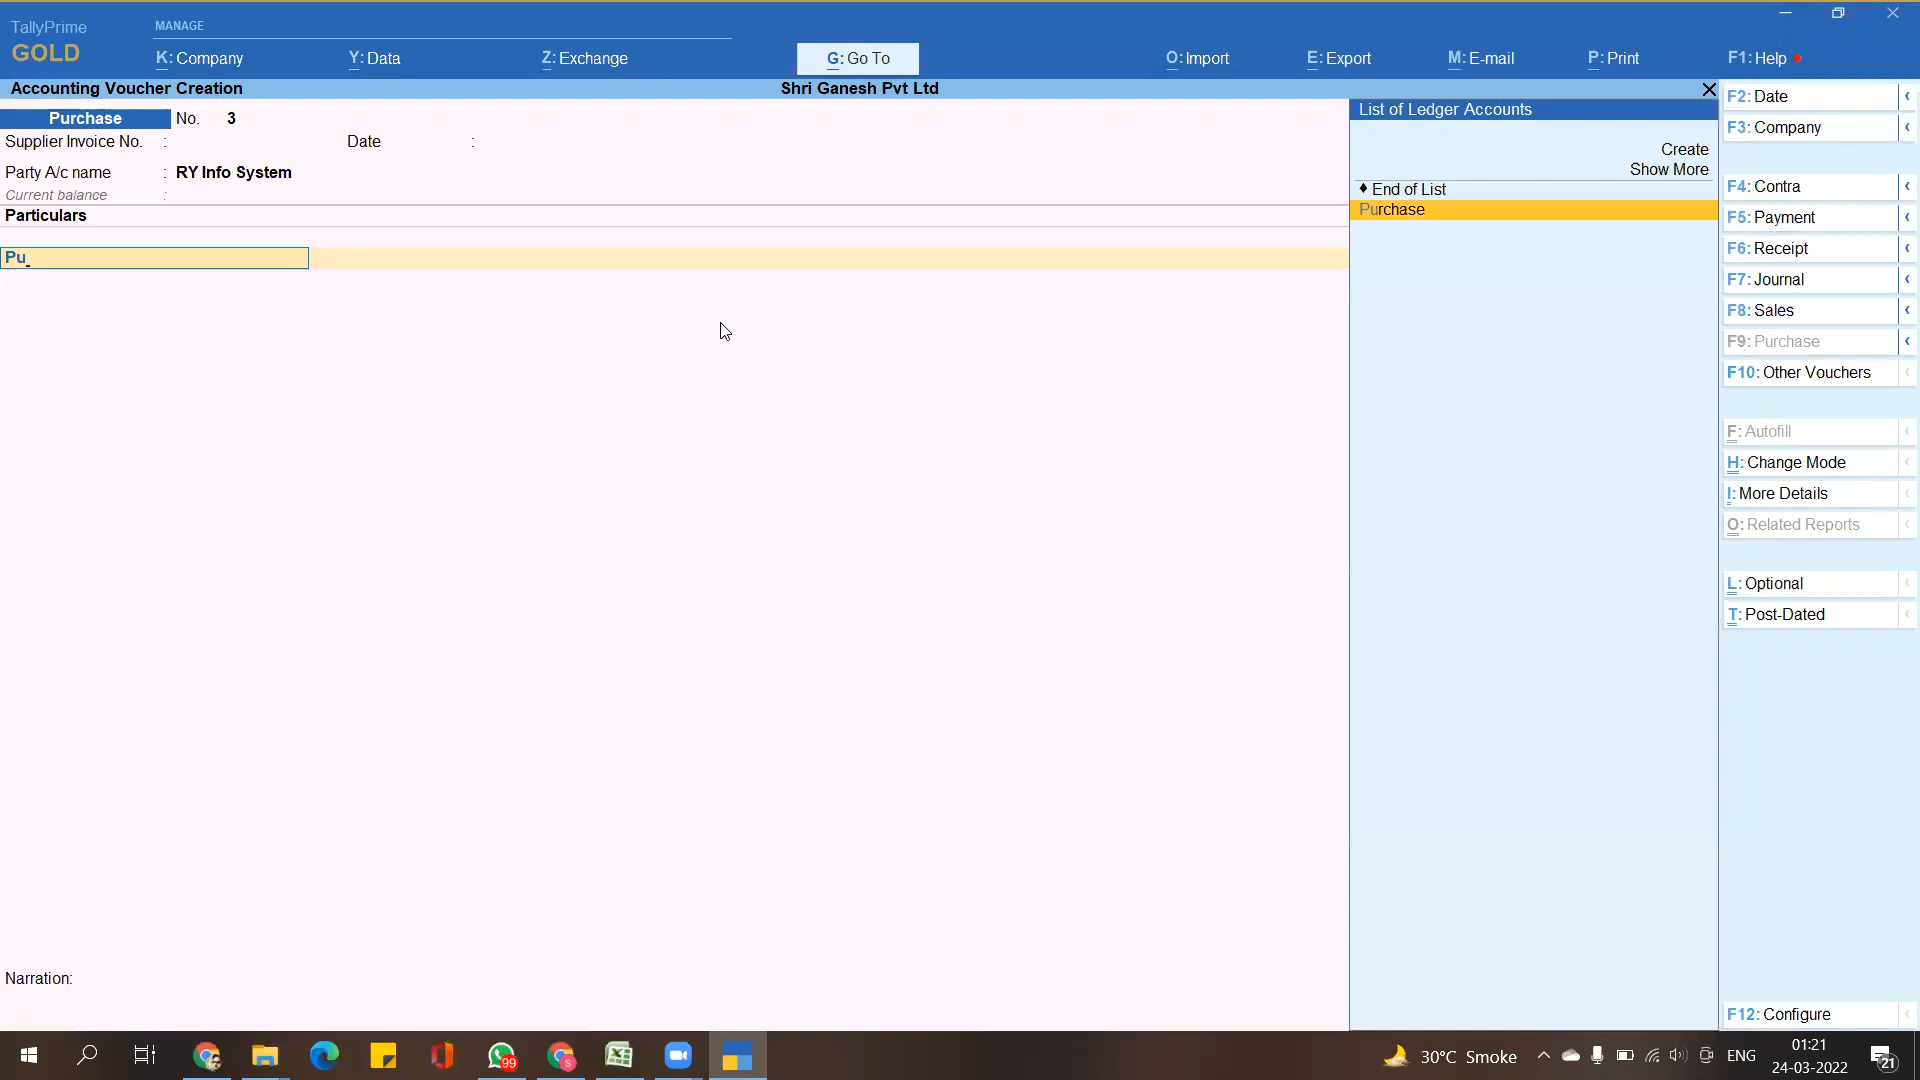 TallyPrime
GOLD
MANAGE
K: Company
Y: Data
Z: Exchange
G: Go To
O: Import
E: Export
M: E-mail
P: Print
F1: Help
Accounting Voucher Creation
Shri Ganesh Pvt Ltd
Purchase No. 3
Supplier Invoice No. :
Date :
Party A/c name : RY Info System
Current balance :
Particulars
Pu
Narration:
List of Ledger Accounts
Create
Show More
♦ End of List
Purchase
F2: Date
F3: Company
F4: Contra
F5: Payment
F6: Receipt
F7: Journal
F8: Sales
F9: Purchase
F10: Other Vouchers
F: Autofill
H: Change Mode
I: More Details
O: Related Reports
L: Optional
T: Post-Dated
F12: Configure
99
S
30°C Smoke
ENG
01:21
24-03-2022
21